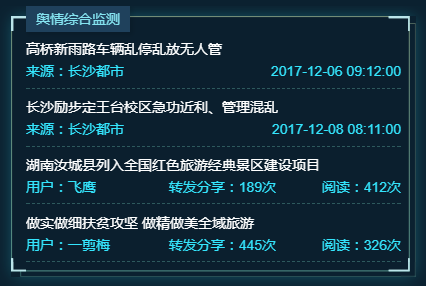 舆情综合监测
高桥新雨路车辆乱停乱放无人管
来源：长沙都市 2017-12-06 09:12:00
长沙励步定王台校区急功近利、管理混乱
来源：长沙都市 2017-12-08 08:11:00
湖南汝城县列入全国红色旅游经典景区建设项目
用户：飞鹰 转发分享：189次 阅读：412次
做实做细扶贫攻坚 做精做美全域旅游
用户：一剪梅 转发分享：445次 阅读：326次